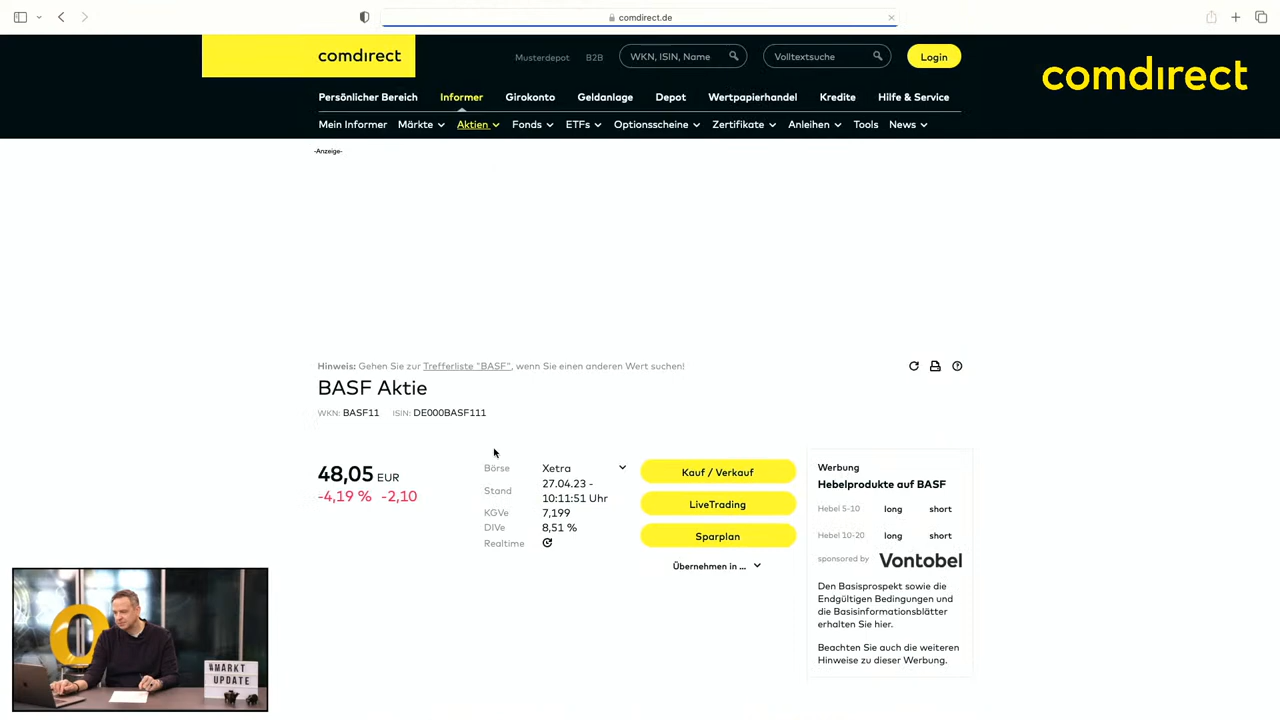 comdirect.de
comdirect
Musterdepot B2B WKN, ISIN, Name Volltextsuche Login
comdirect
Persönlicher Bereich Informer Girokonto Geldanlage Depot Wertpapierhandel Kredite Hilfe & Service
Mein Informer Märkte Aktien Fonds ETFs Optionsscheine Zertifikate Anleihen Tools News
-Anzeige-
Hinweis: Gehen Sie zur Trefferliste "BASF", wenn Sie einen anderen Wert suchen!
BASF Aktie
WKN: BASF11 ISIN: DE000BASF111
48,05 EUR
-4,19 % -2,10
Börse Xetra
Stand 27.04.23 -
10:11:51 Uhr
KGVe 7,199
DIVe 8,51 %
Realtime
Kauf / Verkauf
LiveTrading
Sparplan
Übernehmen in ...
Werbung
Hebelprodukte auf BASF
Hebel 5-10 long short
Hebel 10-20 long short
sponsored by Vontobel
Den Basisprospekt sowie die
Endgültigen Bedingungen und
die Basisinformationsblätter
erhalten Sie hier.
Beachten Sie auch die weiteren
Hinweise zu dieser Werbung.
#MARKT
UPDATE